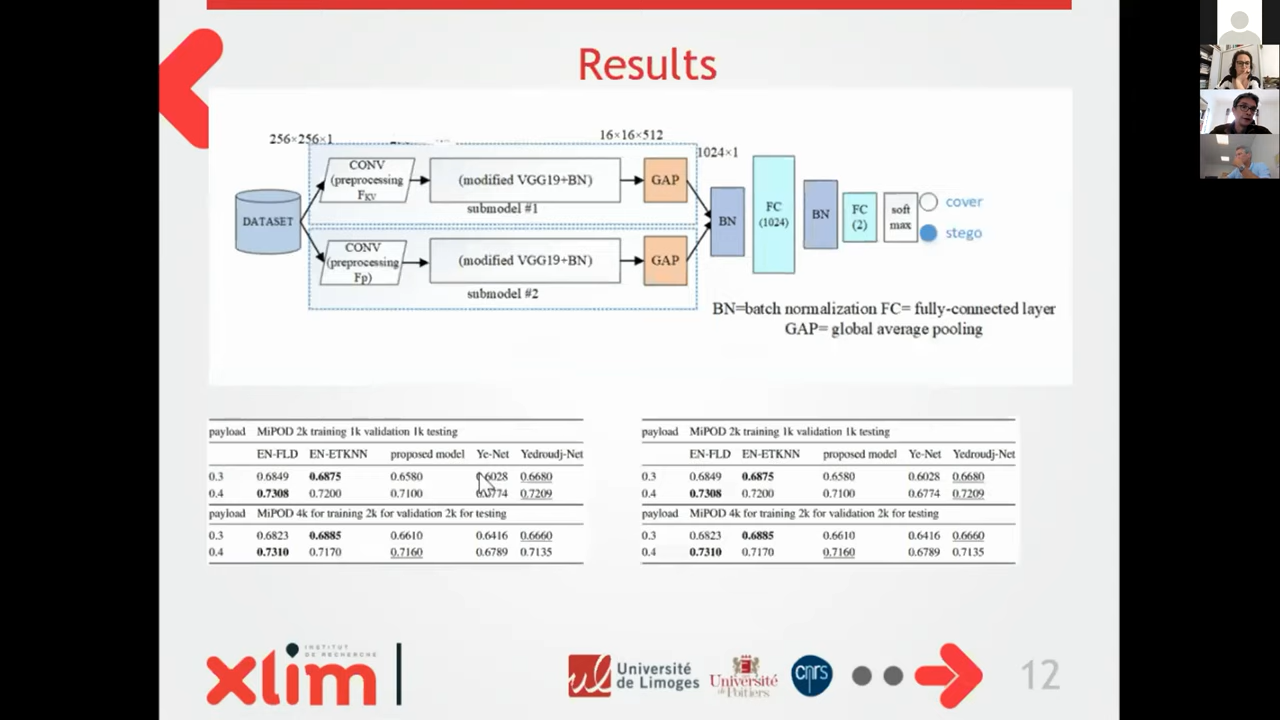 Results
256×256×1
16×16×512
1024×1
CONV
(preprocessing
F_KV
(modified VGG19+BN)
GAP
submodel #1
DATASET
CONV
(preprocessing
Fp)
(modified VGG19+BN)
GAP
submodel #2
BN
FC
(1024)
BN
FC
(2)
soft
max
cover
stego
BN=batch normalization FC= fully-connected layer
GAP= global average pooling
payload MiPOD 2k training 1k validation 1k testing
EN-FLD EN-ETKNN proposed model Ye-Net Yedroudj-Net
0.3 0.6849 0.6875 0.6580 0.6028 0.6680
0.4 0.7308 0.7200 0.7100 0.6774 0.7209
payload MiPOD 4k for training 2k for validation 2k for testing
0.3 0.6823 0.6885 0.6610 0.6416 0.6660
0.4 0.7310 0.7170 0.7160 0.6789 0.7135
payload MiPOD 2k training 1k validation 1k testing
EN-FLD EN-ETKNN proposed model Ye-Net Yedroudj-Net
0.3 0.6849 0.6875 0.6580 0.6028 0.6680
0.4 0.7308 0.7200 0.7100 0.6774 0.7209
payload MiPOD 4k for training 2k for validation 2k for testing
0.3 0.6823 0.6885 0.6610 0.6416 0.6660
0.4 0.7310 0.7170 0.7160 0.6789 0.7135
INSTITUT
DE RECHERCHE
xlim
ul
Université
de Limoges
Université
de Poitiers
cnrs
12